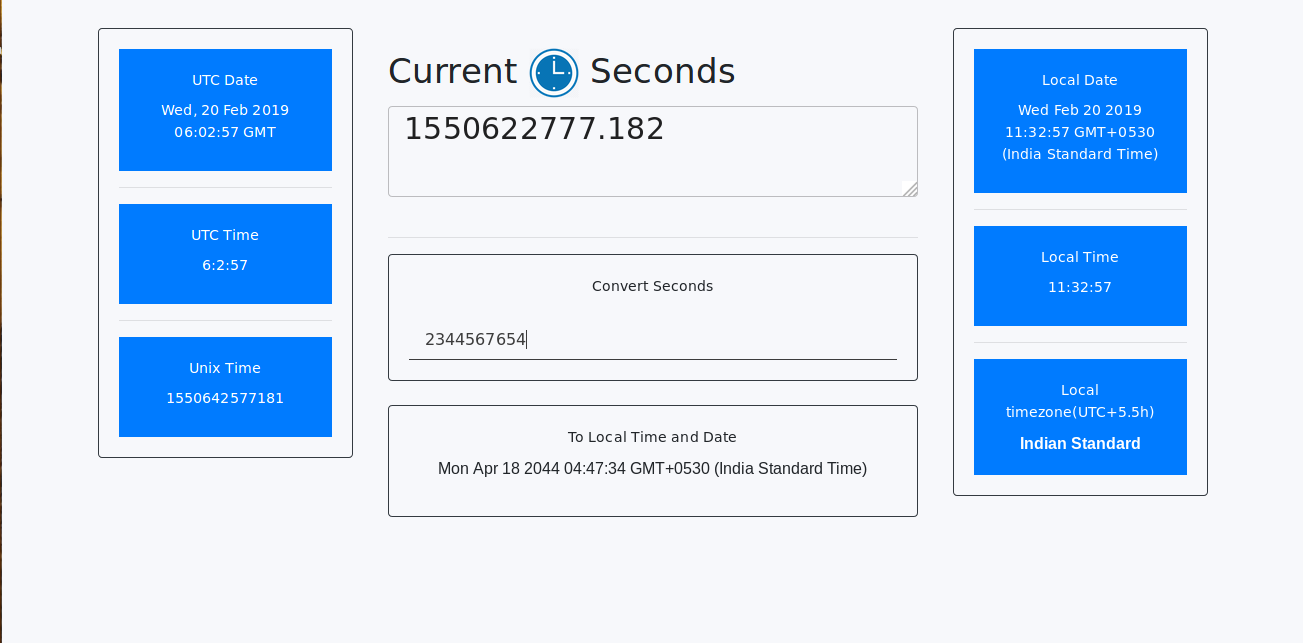 UTC Date
Wed, 20 Feb 2019
06:02:57 GMT
UTC Time
6:2:57
Unix Time
1550642577181
Current Seconds
1550622777.182
Convert Seconds
2344567654
To Local Time and Date
Mon Apr 18 2044 04:47:34 GMT+0530 (India Standard Time)
Local Date
Wed Feb 20 2019
11:32:57 GMT+0530
(India Standard Time)
Local Time
11:32:57
Local
timezone(UTC+5.5h)
Indian Standard